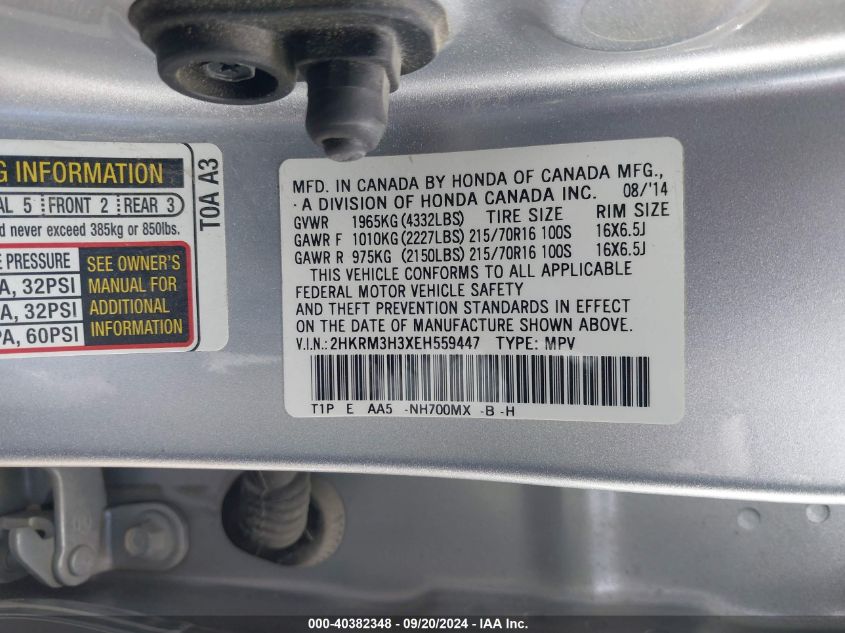 G INFORMATION
AL 5 FRONT 2 REAR 3
d never exceed 385kg or 850lbs.
E PRESSURE
A, 32PSI
A, 32PSI
PA, 60PSI
SEE OWNER'S
MANUAL FOR
ADDITIONAL
INFORMATION
T0A A3
MFD. IN CANADA BY HONDA OF CANADA MFG.,
· A DIVISION OF HONDA CANADA INC. 08/'14
GVWR 1965KG (4332LBS) TIRE SIZE RIM SIZE
GAWR F 1010KG (2227LBS) 215/70R16 100S 16X6.5J
GAWR R 975KG (2150LBS) 215/70R16 100S 16X6.5J
THIS VEHICLE CONFORMS TO ALL APPLICABLE
FEDERAL MOTOR VEHICLE SAFETY
AND THEFT PREVENTION STANDARDS IN EFFECT
ON THE DATE OF MANUFACTURE SHOWN ABOVE.
V.I.N.: 2HKRM3H3XEH559447 TYPE: MPV
T1P E AA5 -NH700MX -B -H
000-40382348 - 09/20/2024 - IAA Inc.